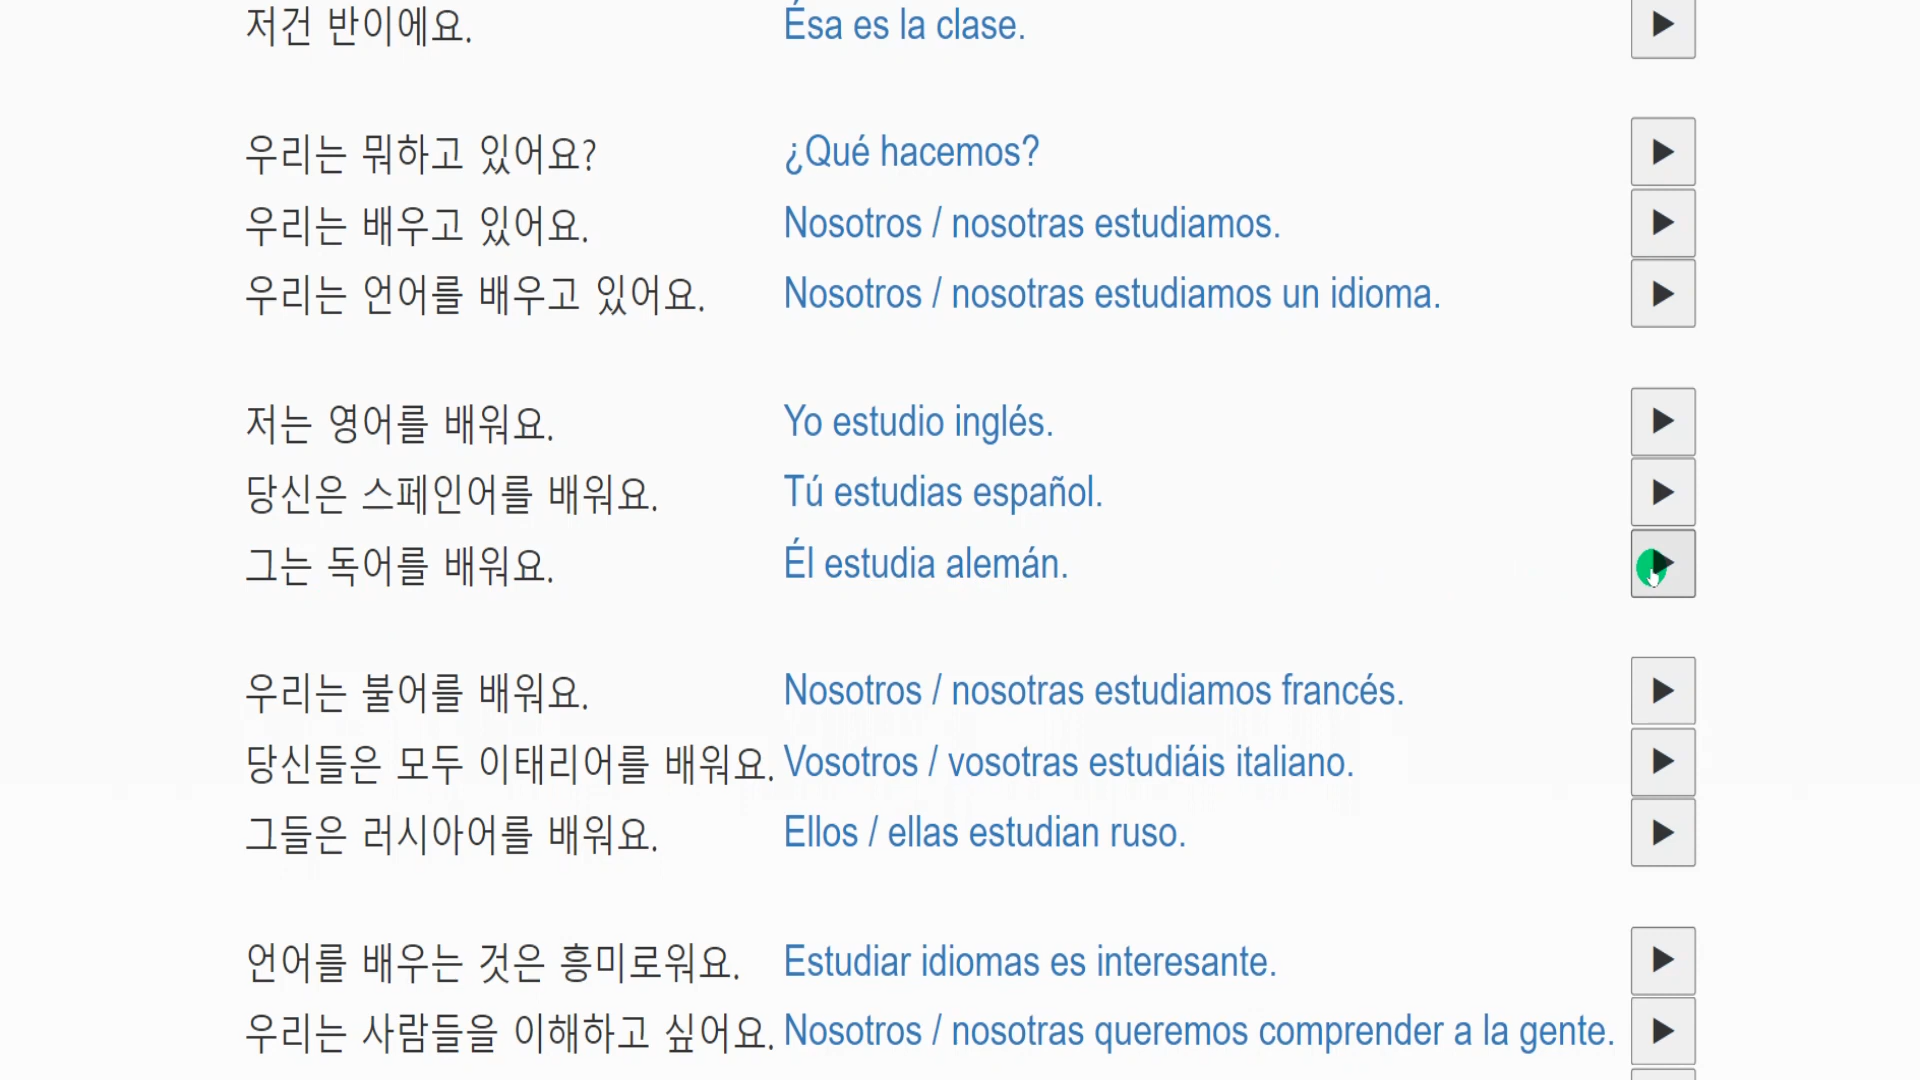 저건 반이에요. Ésa es la clase.
우리는 뭐하고 있어요? ¿Qué hacemos?
우리는 배우고 있어요. Nosotros / nosotras estudiamos.
우리는 언어를 배우고 있어요. Nosotros / nosotras estudiamos un idioma.
저는 영어를 배워요. Yo estudio inglés.
당신은 스페인어를 배워요. Tú estudias español.
그는 독어를 배워요. Él estudia alemán.
우리는 불어를 배워요. Nosotros / nosotras estudiamos francés.
당신들은 모두 이태리어를 배워요. Vosotros / vosotras estudiáis italiano.
그들은 러시아어를 배워요. Ellos / ellas estudian ruso.
언어를 배우는 것은 흥미로워요. Estudiar idiomas es interesante.
우리는 사람들을 이해하고 싶어요. Nosotros / nosotras queremos comprender a la gente.